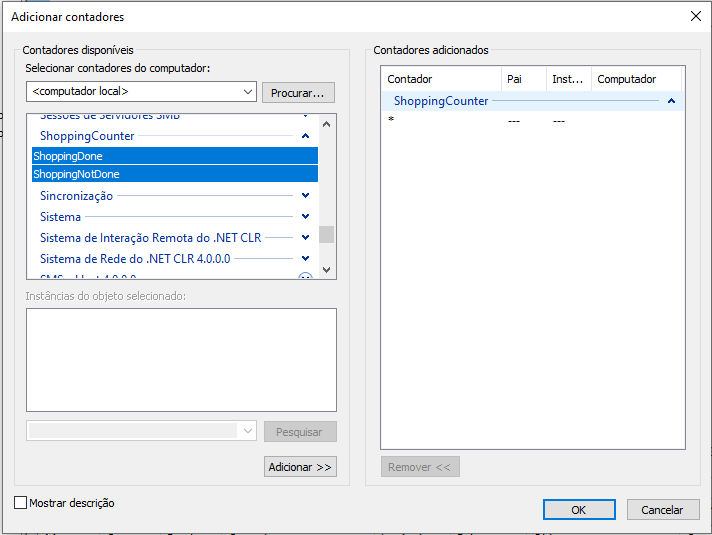 Adicionar contadores
Contadores disponíveis
Selecionar contadores do computador:
<computador local>
Procurar...
Sessões de Servidores SMB
ShoppingCounter
ShoppingDone
ShoppingNotDone
Sincronização
Sistema
Sistema de Interação Remota do .NET CLR
Sistema de Rede do .NET CLR 4.0.0.0
Instâncias do objeto selecionado:
Pesquisar
Adicionar >>
Mostrar descrição
Contadores adicionados
Contador Pai Inst... Computador
ShoppingCounter
* --- ---
Remover <<
OK Cancelar